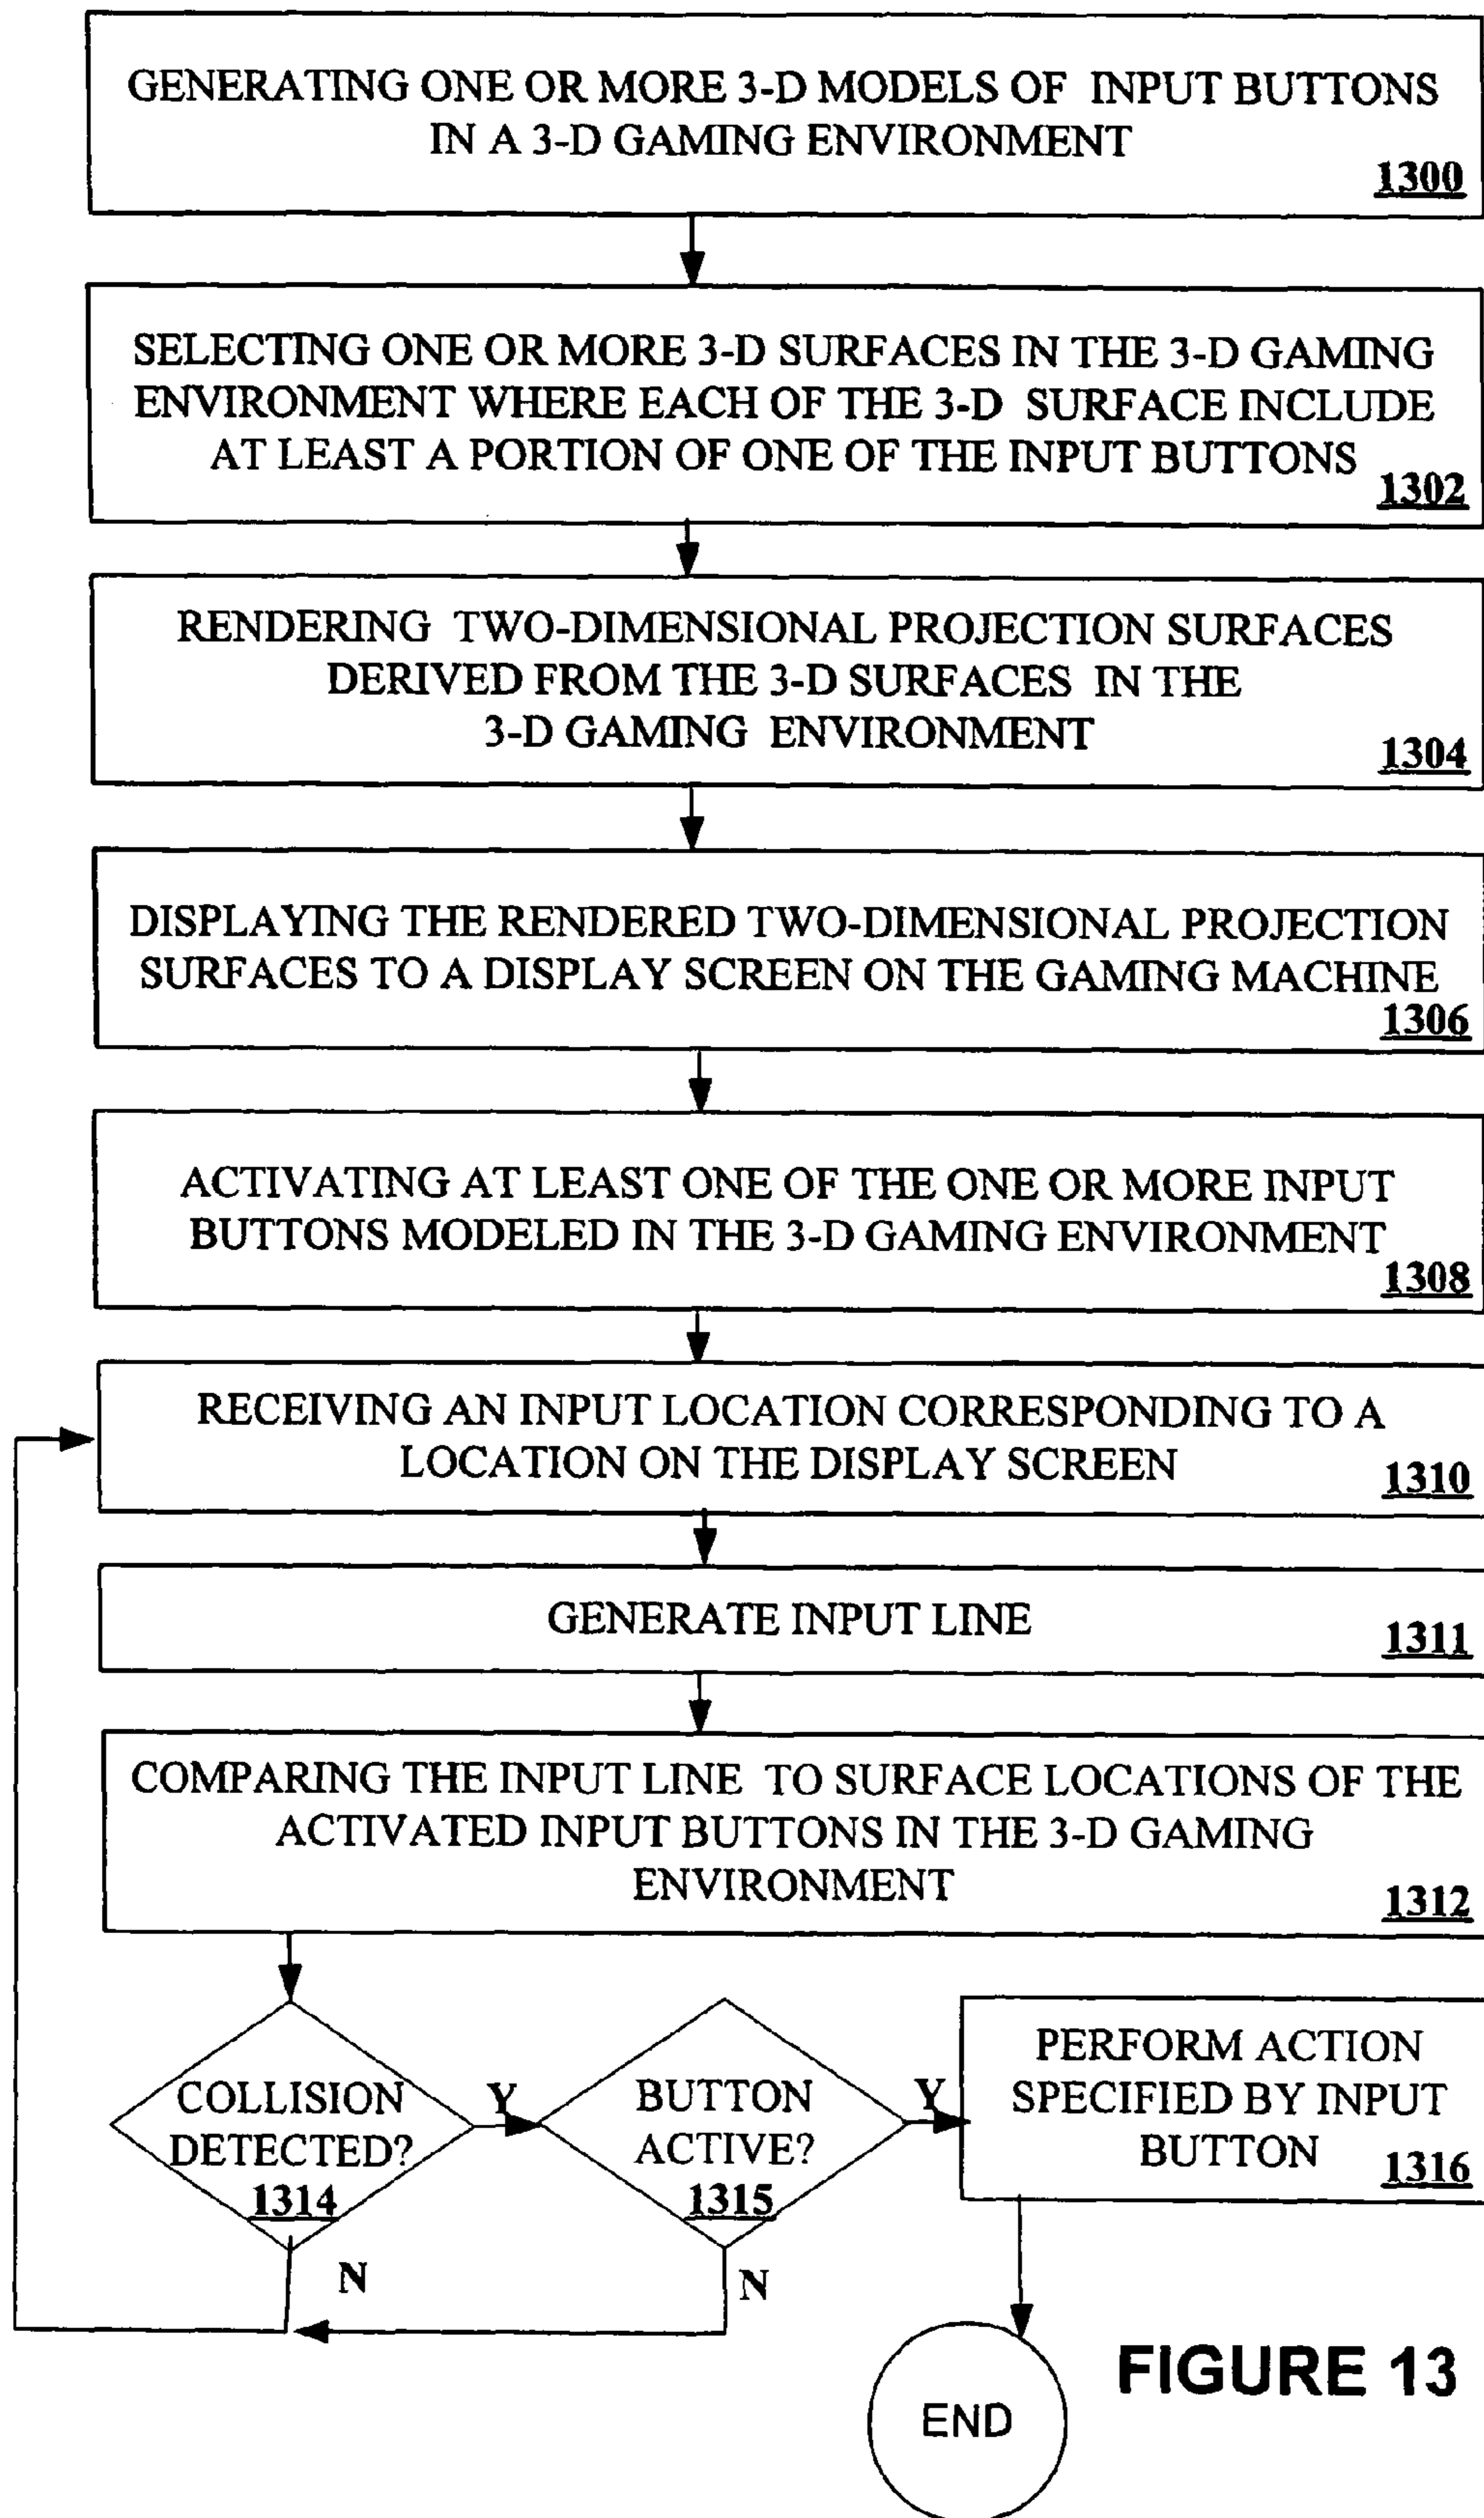 GENERATING ONE OR MORE 3-D MODELS OF INPUT BUTTONS
IN A 3-D GAMING ENVIRONMENT
1300
SELECTING ONE OR MORE 3-D SURFACES IN THE 3-D GAMING
ENVIRONMENT WHERE EACH OF THE 3-D SURFACE INCLUDE
AT LEAST A PORTION OF ONE OF THE INPUT BUTTONS
1302
RENDERING TWO-DIMENSIONAL PROJECTION SURFACES
DERIVED FROM THE 3-D SURFACES IN THE
3-D GAMING ENVIRONMENT
1304
DISPLAYING THE RENDERED TWO-DIMENSIONAL PROJECTION
SURFACES TO A DISPLAY SCREEN ON THE GAMING MACHINE
1306
ACTIVATING AT LEAST ONE OF THE ONE OR MORE INPUT
BUTTONS MODELED IN THE 3-D GAMING ENVIRONMENT
1308
RECEIVING AN INPUT LOCATION CORRESPONDING TO A
LOCATION ON THE DISPLAY SCREEN
1310
GENERATE INPUT LINE
1311
COMPARING THE INPUT LINE TO SURFACE LOCATIONS OF THE
ACTIVATED INPUT BUTTONS IN THE 3-D GAMING
ENVIRONMENT
1312
COLLISION
DETECTED?
1314
Y
N
BUTTON
ACTIVE?
1315
Y
N
PERFORM ACTION
SPECIFIED BY INPUT
BUTTON
1316
END
FIGURE 13